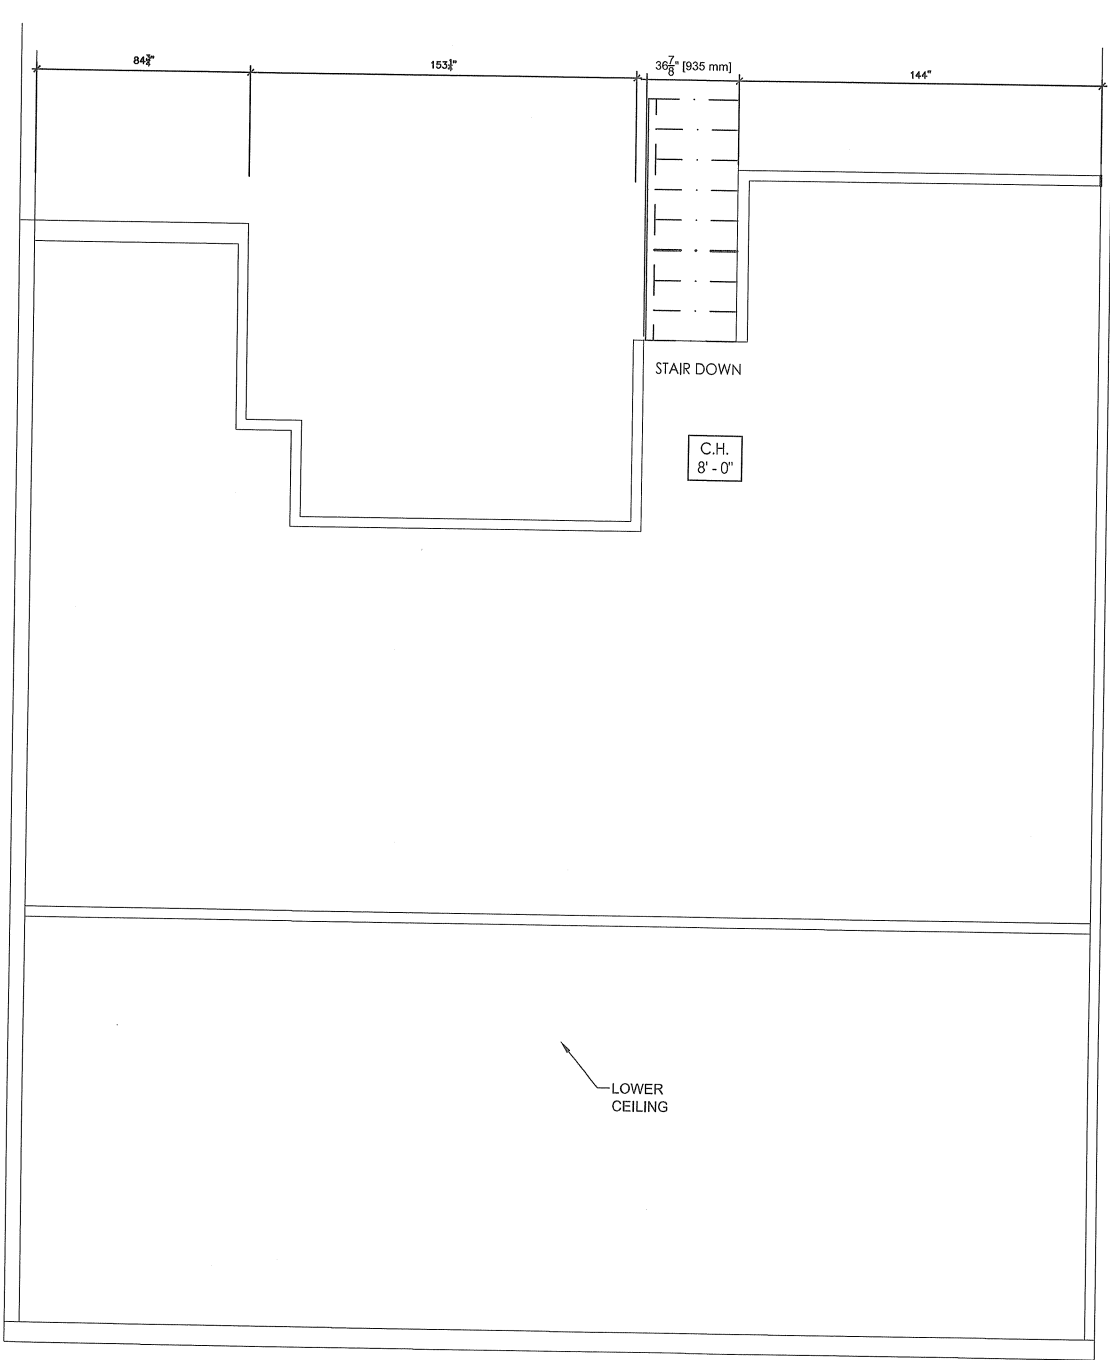 84¾"
153¼"
36⅞" [935 mm]
144"
STAIR DOWN
C.H.
8' - 0"
LOWER
CEILING